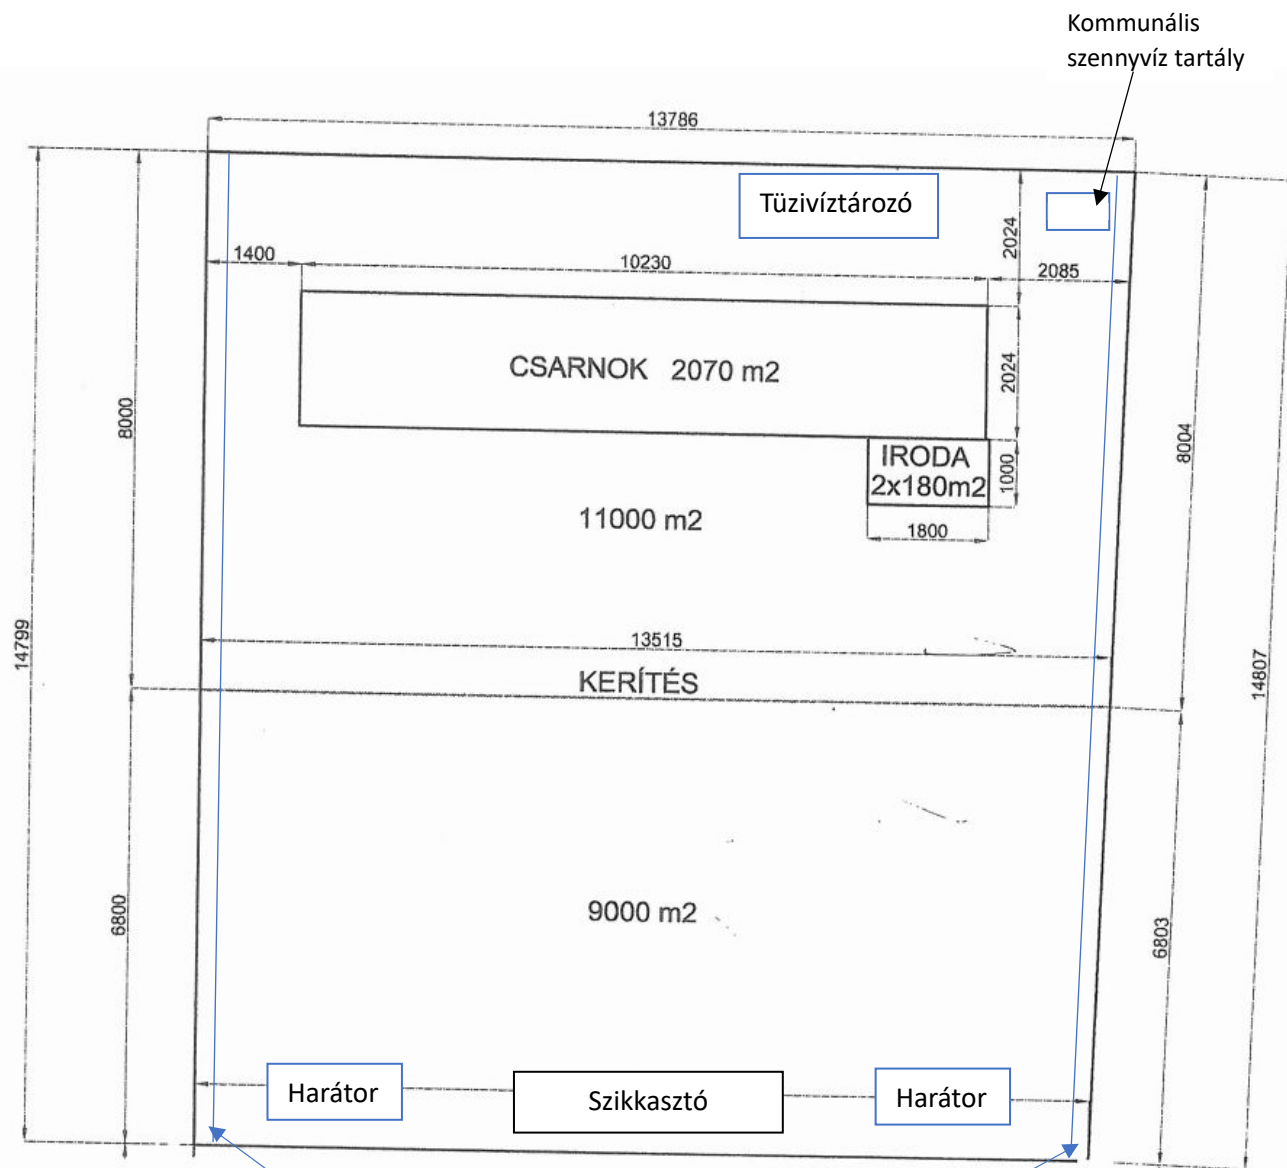 Kommunális
szennyvíz tartály
13786
Tüzivíztározó
1400
10230
2024
2085
CSARNOK 2070 m2
2024
8000
8004
IRODA
2x180m2
1000
11000 m2
1800
14799
13515
14807
KERÍTÉS
9000 m2
6800
6803
Harátor
Szikkasztó
Harátor